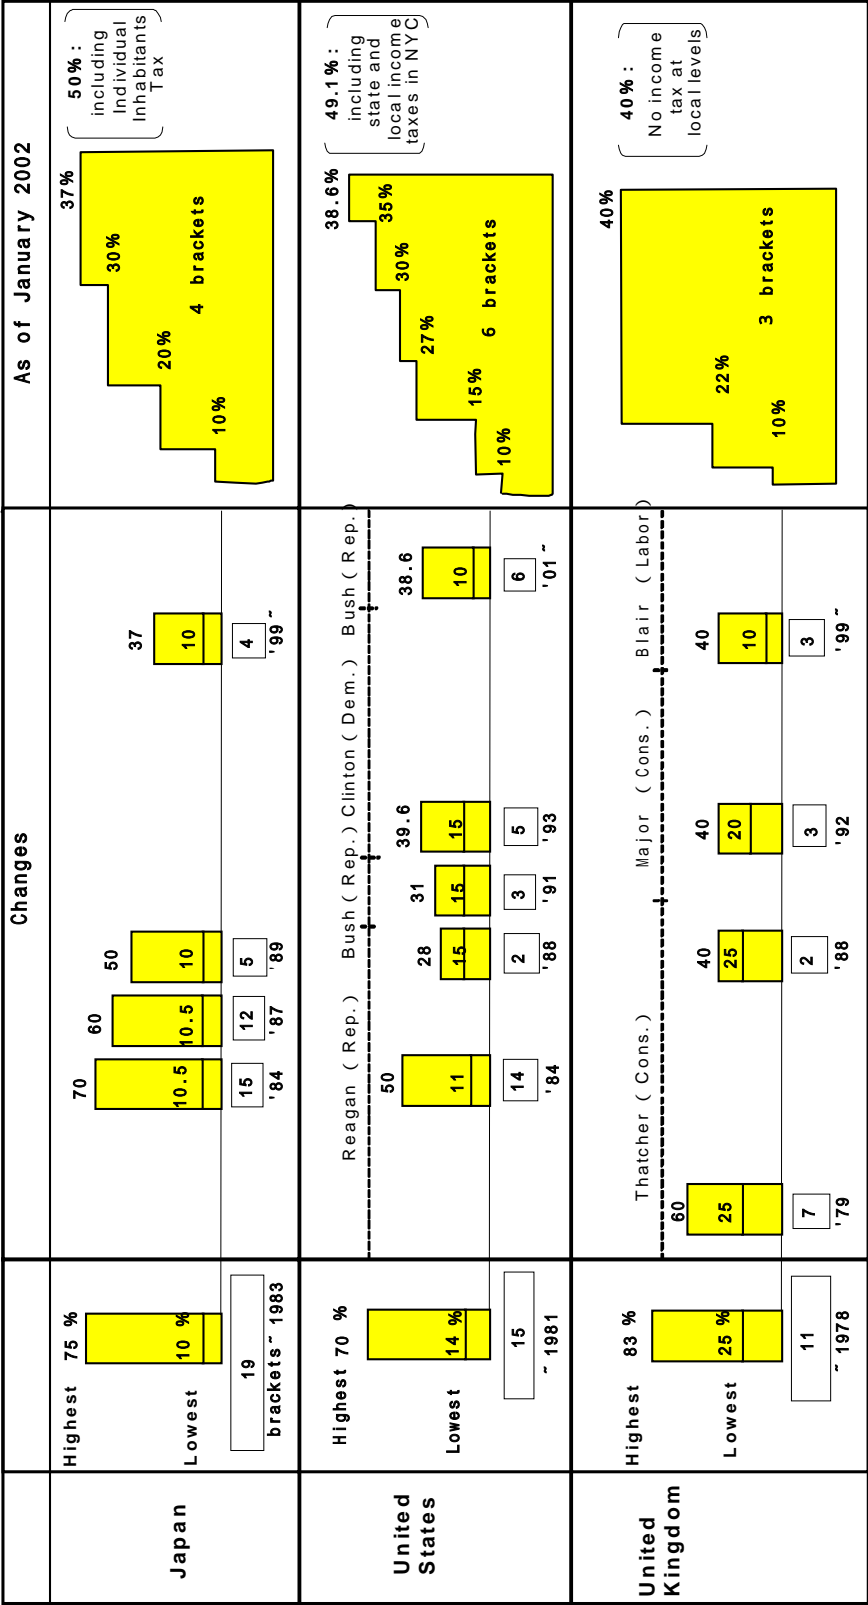 Changes
As of January 2002
Japan
Highest
75 %
Lowest
10 %
19
brackets~ 1983
70
10.5
15
'84
60
10.5
12
'87
50
10
5
'89
37
10
4
'99 ~
37%
30%
20%
10%
4 brackets
50%:
including
Individual
Inhabitants
Tax
United
States
Highest 70 %
Lowest
14 %
15
~ 1981
Reagan ( Rep.)
Bush ( Rep.)
Clinton ( Dem.)
Bush ( Rep.)
50
11
14
'84
28
15
2
'88
31
15
3
'91
39.6
15
5
'93
38.6
10
6
'01 ~
38.6%
35%
30%
27%
15%
10%
6 brackets
49.1%:
including
state and
local income
taxes in NYC
United
Kingdom
Highest
83 %
Lowest
25 %
11
~ 1978
Thatcher ( Cons.)
Major ( Cons.)
Blair ( Labor)
60
25
7
'79
40
25
2
'88
40
20
3
'92
40
10
3
'99 ~
40%
22%
10%
3 brackets
40%:
No income
tax at
local levels